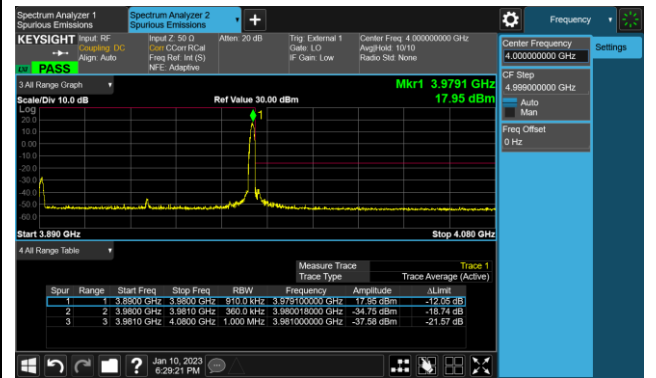 Spectrum Analyzer 1
Spurious Emissions
Spectrum Analyzer 2
Spurious Emissions
Frequency
KEYSIGHT
Input: RF
Coupling: DC
Align: Auto
Input Z: 50 Ω
Corr CCorr RCal
Freq Ref: Int (S)
NFE: Adaptive
Atten: 20 dB
Trig: External 1
Gate: LO
IF Gain: Low
Center Freq: 4.000000000 GHz
Avg|Hold: 10/10
Radio Std: None
PASS
Center Frequency
4.000000000 GHz
Settings
CF Step
4.999000000 GHz
Auto
Man
Freq Offset
0 Hz
3 All Range Graph
Mkr1 3.9791 GHz
Scale/Div 10.0 dB
Ref Value 30.00 dBm
17.95 dBm
Log
20.0
10.0
0.00
-10.0
-20.0
-30.0
-40.0
-50.0
-60.0
1
Start 3.890 GHz
Stop 4.080 GHz
4 All Range Table
Measure Trace Trace 1
Trace Type Trace Average (Active)
Spur Range Start Freq Stop Freq RBW Frequency Amplitude ΔLimit
1 1 3.8900 GHz 3.9800 GHz 910.0 kHz 3.979100000 GHz 17.95 dBm -12.05 dB
2 2 3.9800 GHz 3.9810 GHz 360.0 kHz 3.980018000 GHz -34.75 dBm -18.74 dB
3 3 3.9810 GHz 4.0800 GHz 1.000 MHz 3.981000000 GHz -37.58 dBm -21.57 dB
Jan 10, 2023
6:29:21 PM